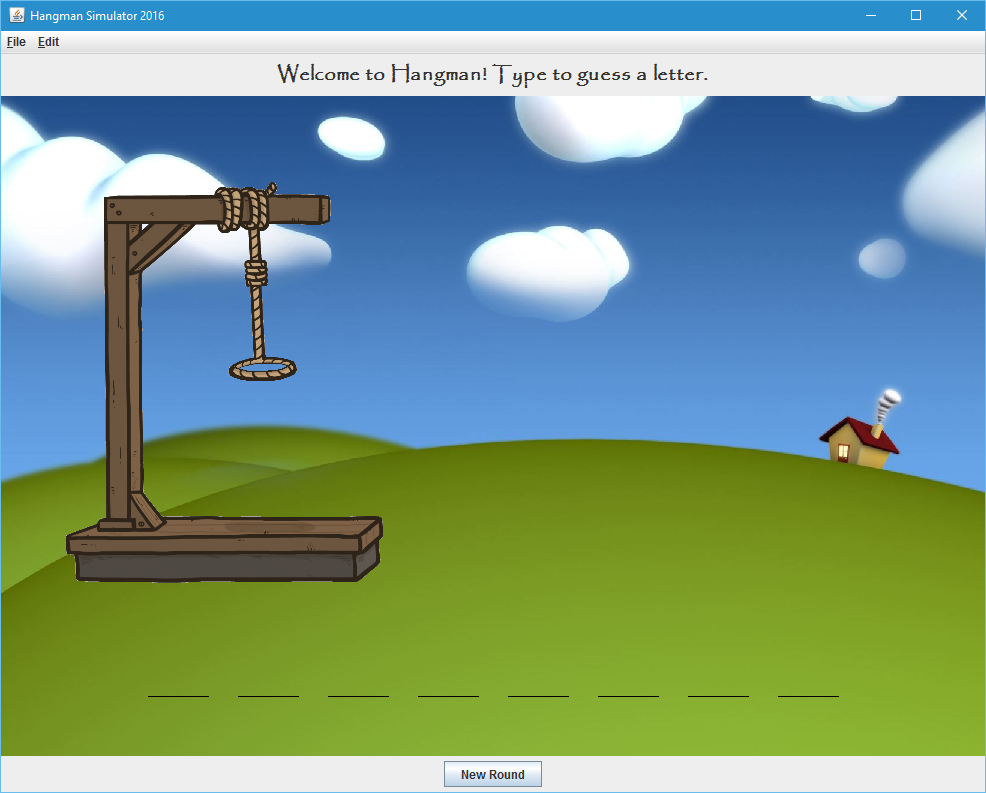 Hangman Simulator 2016
File Edit
Welcome to Hangman! Type to guess a letter.
New Round